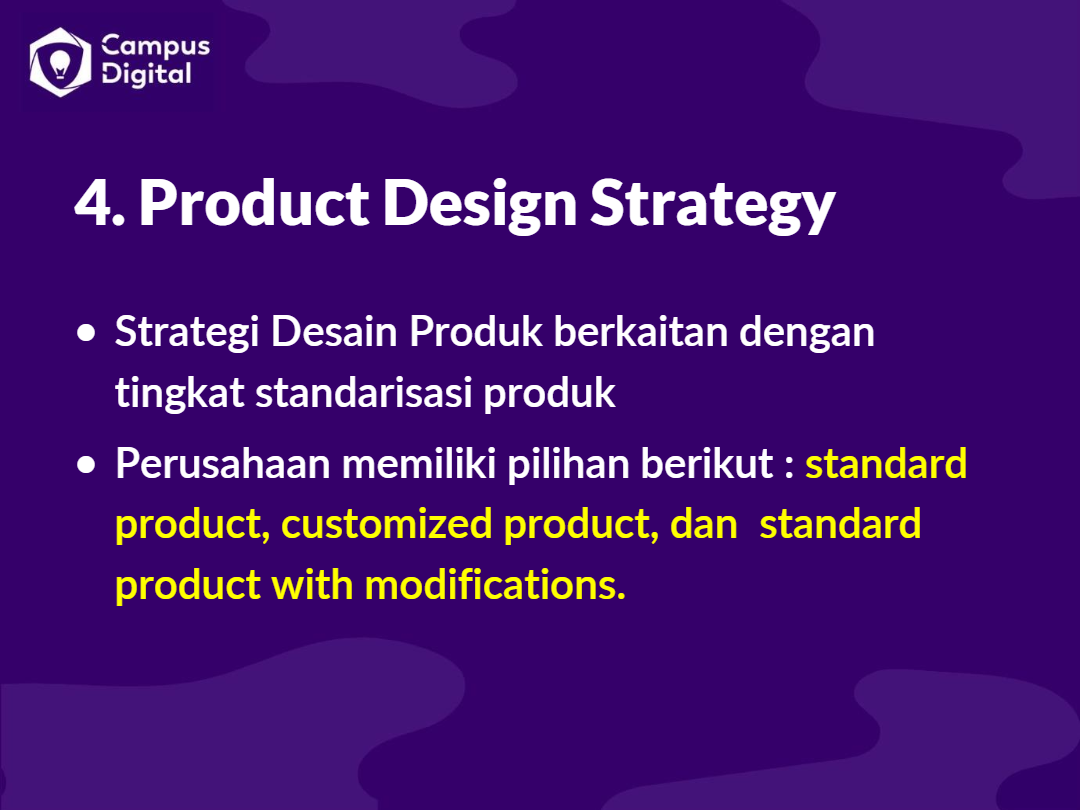 Campus
Digital
4. Product Design Strategy
• Strategi Desain Produk berkaitan dengan
tingkat standarisasi produk
• Perusahaan memiliki pilihan berikut : standard
product, customized product, dan  standard
product with modifications.